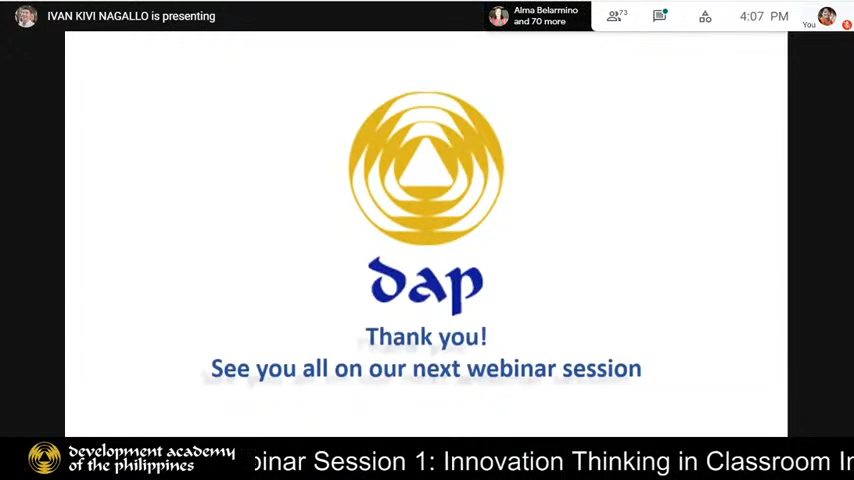 IVAN KIVI NAGALLO is presenting
Alma Belarmino
and 70 more
73
4:07 PM
You
dap
Thank you!
See you all on our next webinar session
development academy
of the philippines
binar Session 1: Innovation Thinking in Classroom In